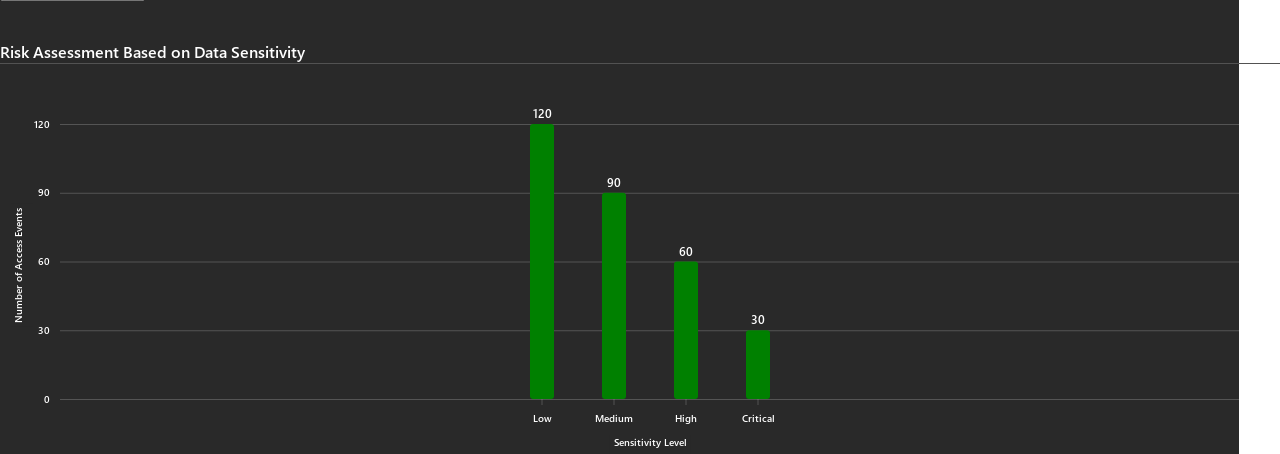 Risk Assessment Based on Data Sensitivity
120
90
60
30
0
Number of Access Events
120
90
60
30
Low
Medium
High
Critical
Sensitivity Level